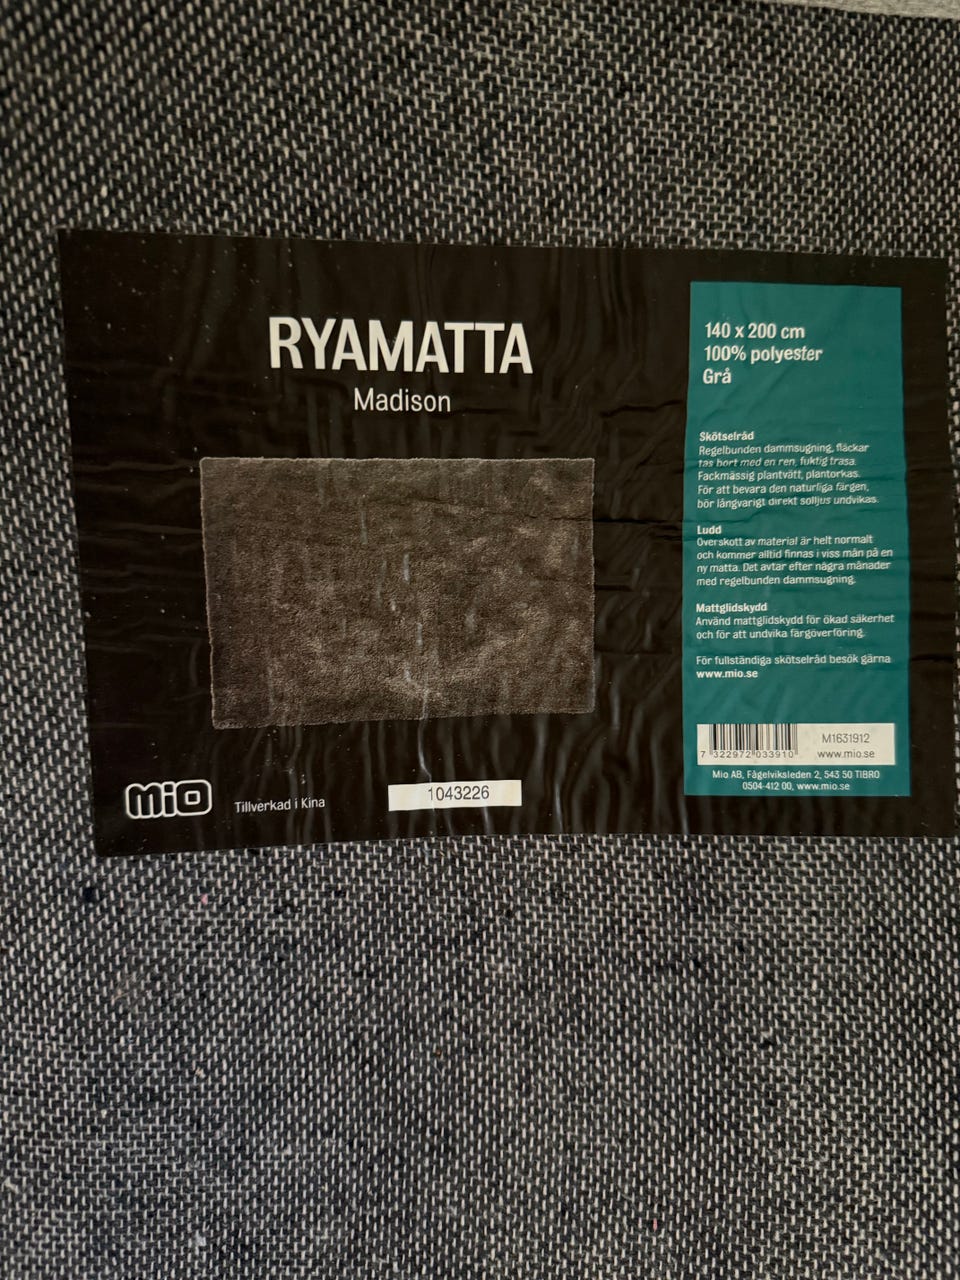 RYAMATTA
Madison
140 x 200 cm
100% polyester
Grå
Skötselråd
Regelbunden dammsugning, fläckar
tas bort med en ren, fuktig trasa.
Fackmässig plantvätt, plantorkas.
För att bevara den naturliga färgen,
bör långvarigt direkt solljus undvikas.
Ludd
Överskott av material är helt normalt
och kommer alltid finnas i viss mån på en
ny matta. Det avtar efter några månader
med regelbunden dammsugning.
Mattglidskydd
Använd mattglidskydd för ökad säkerhet
och för att undvika färgöverföring.
För fullständiga skötselråd besök gärna
www.mio.se
7 322972 033910
M1631912
www.mio.se
Mio AB, Fågelviksleden 2, 543 50 TIBRO
0504-412 00, www.mio.se
mio
Tillverkad i Kina
1043226